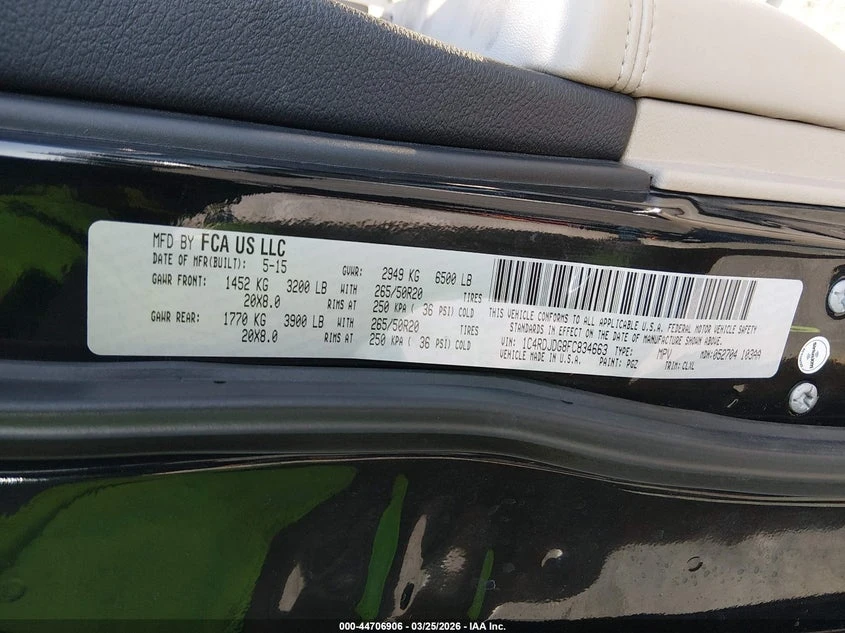 MFD BY FCA US LLC
DATE OF MFR(BUILT): 5-15 GVWR: 2949 KG 6500 LB
GAWR FRONT: 1452 KG 3200 LB WITH 265/50R20 TIRES
20X8.0 RIMS AT 250 KPA ( 36 PSI) COLD
GAWR REAR: 1770 KG 3900 LB WITH 265/50R20 TIRES
20X8.0 RIMS AT 250 KPA ( 36 PSI) COLD
THIS VEHICLE CONFORMS TO ALL APPLICABLE U.S.A. FEDERAL MOTOR VEHICLE SAFETY
STANDARDS IN EFFECT ON THE DATE OF MANUFACTURE SHOWN ABOVE.
VIN: 1C4RDJDG8FC834663 TYPE: MPV MDH: 052704 10399
VEHICLE MADE IN U.S.A. PAINT: PGZ TRIM: CLXL
000-44706906 - 03/25/2026 - IAA Inc.